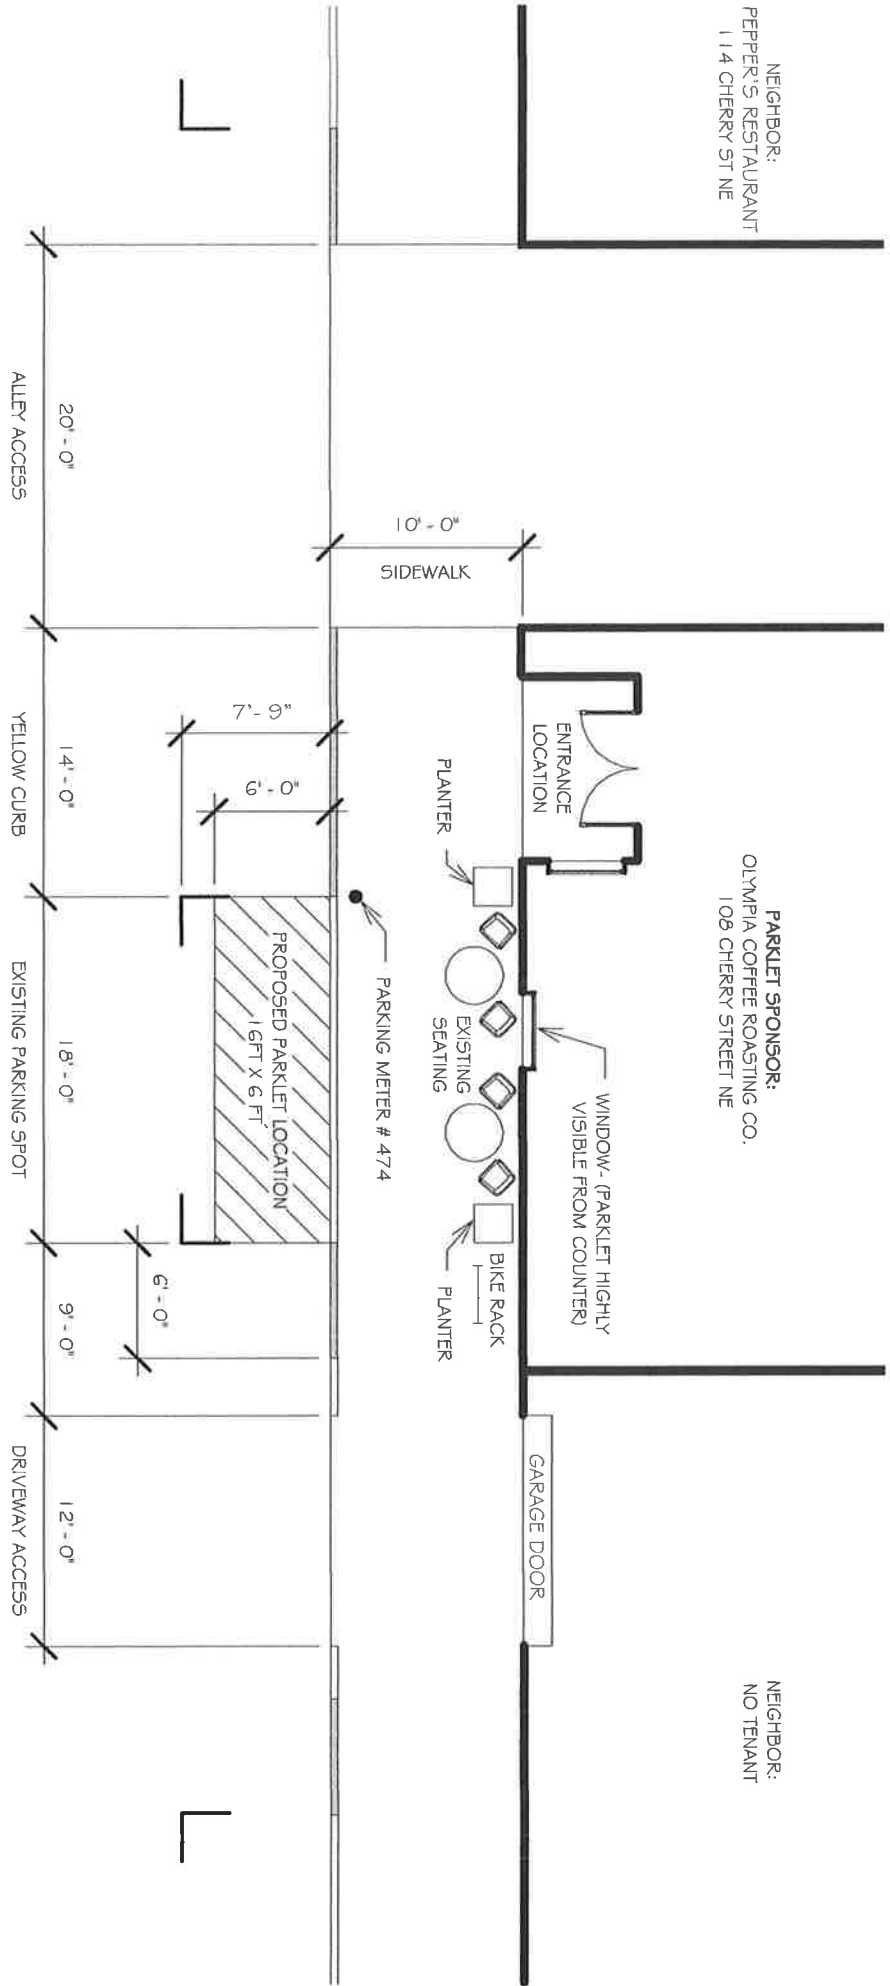 NEIGHBOR:
PEPPER'S RESTAURANT
114 CHERRY ST NE
PARKLET SPONSOR:
OLYMPIA COFFEE ROASTING CO.
108 CHERRY STREET NE
NEIGHBOR:
NO TENANT
ENTRANCE
LOCATION
WINDOW- (PARKLET HIGHLY
VISIBLE FROM COUNTER)
GARAGE DOOR
10'-0"
SIDEWALK
PLANTER
EXISTING
SEATING
BIKE RACK
PLANTER
PARKING METER # 474
7'-9"
6'-0"
PROPOSED PARKLET LOCATION
16FT X 6 FT
6'-0"
20'-0"
14'-0"
18'-0"
9'-0"
12'-0"
ALLEY ACCESS
YELLOW CURB
EXISTING PARKING SPOT
DRIVEWAY ACCESS